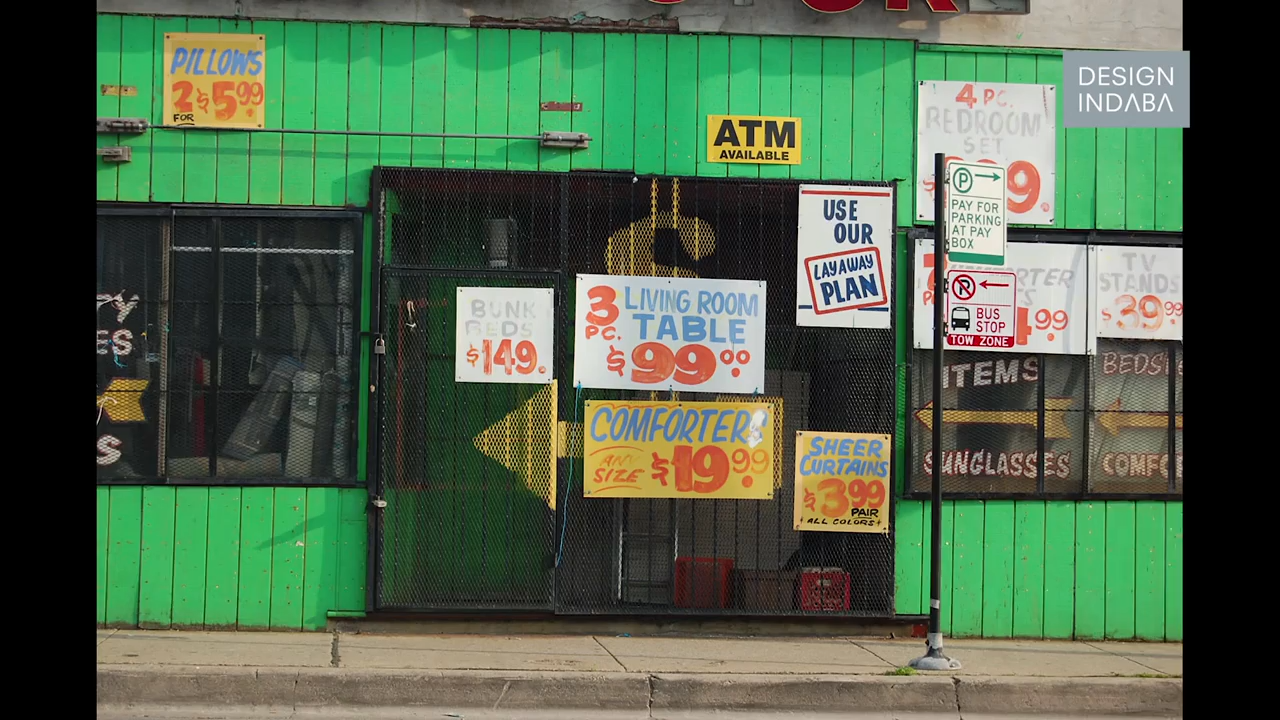 PILLOWS
2 FOR $5.99
ATM
AVAILABLE
DESIGN
INDABA
4 PC.
BEDROOM
SET
P
PAY FOR
PARKING
AT PAY
BOX
BUS
STOP
TOW ZONE
USE
OUR
LAYAWAY
PLAN
BUNK
BEDS
$149.
3 PC.
LIVING ROOM
TABLE
$99.00
COMFORTERS
ANY
SIZE
$19.99
SHEER
CURTAINS
$3.99
PAIR
ALL COLORS
TV
STANDS
$39.99
ITEMS
SUNGLASSES